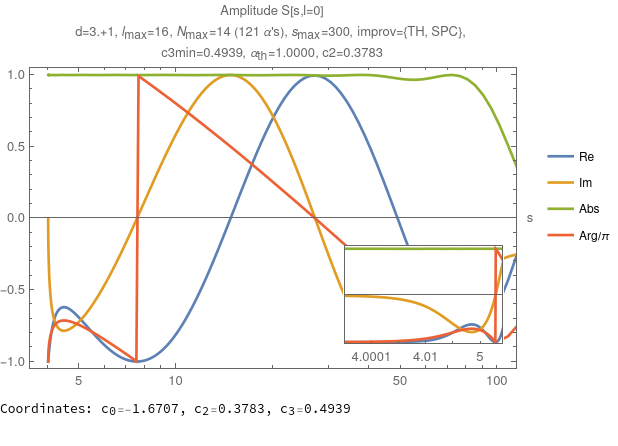 Amplitude S[s,l=0]
d=3.+1, lmax=16, Nmax=14 (121 α's), smax=300, improv={TH, SPC},
c3min=0.4939, αth=1.0000, c2=0.3783
1.0
0.5
0.0
−0.5
−1.0
5
10
50
100
s
4.0001
4.01
5
Re
Im
Abs
Arg/π
Coordinates: c0=-1.6707, c2=0.3783, c3=0.4939